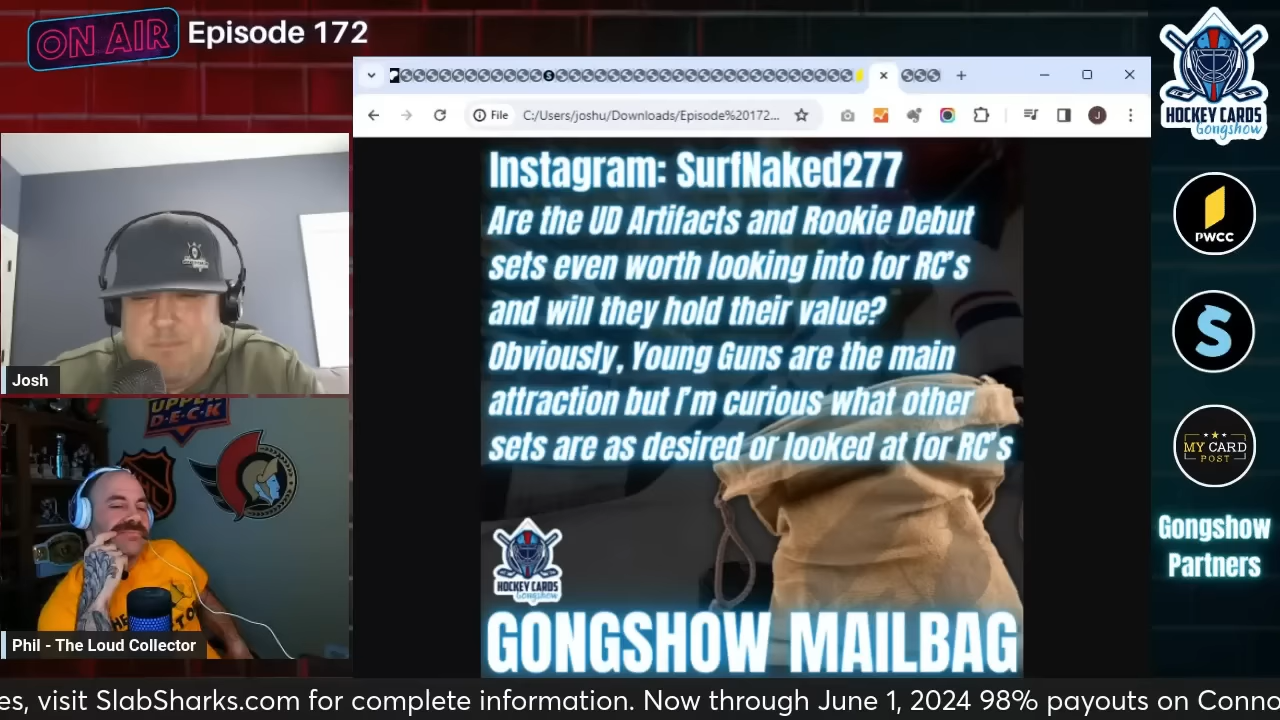 ON AIR
Episode 172
File
C:/Users/joshu/Downloads/Episode%20172...
J
Instagram: SurfNaked277
Are the UD Artifacts and Rookie Debut
sets even worth looking into for RC's
and will they hold their value?
Obviously, Young Guns are the main
attraction but I'm curious what other
sets are as desired or looked at for RC's
HOCKEY CARDS
Gongshow
GONGSHOW MAILBAG
Josh
UPPER
DECK
NHL
Phil - The Loud Collector
HOCKEY CARDS
Gongshow
PWCC
S
MY CARD
POST
Gongshow
Partners
es, visit SlabSharks.com for complete information. Now through June 1, 2024 98% payouts on Conno